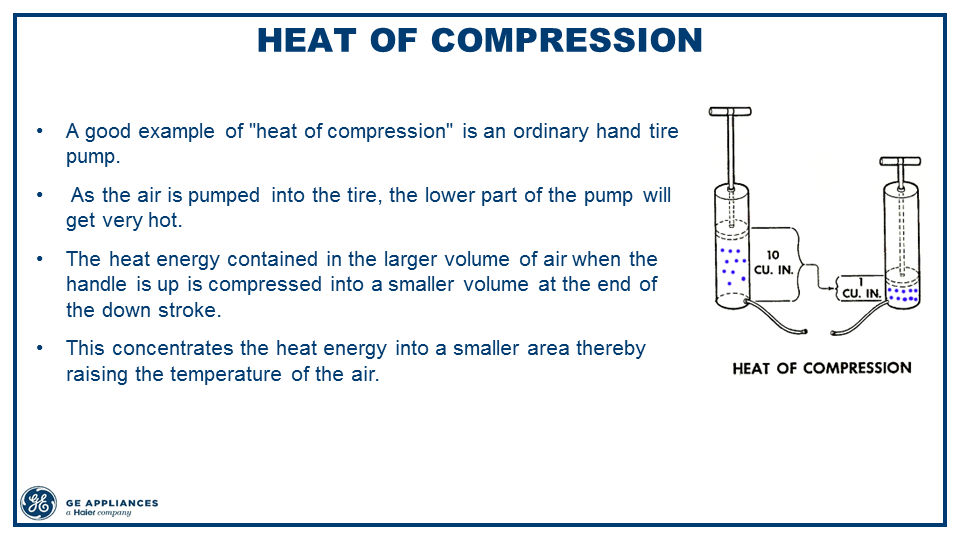 HEAT OF COMPRESSION
• A good example of "heat of compression" is an ordinary hand tire
pump.
• As the air is pumped into the tire, the lower part of the pump will
get very hot.
• The heat energy contained in the larger volume of air when the
handle is up is compressed into a smaller volume at the end of
the down stroke.
• This concentrates the heat energy into a smaller area thereby
raising the temperature of the air.
10
CU. IN.
1
CU. IN.
HEAT OF COMPRESSION
GE
GE APPLIANCES
a Haier company